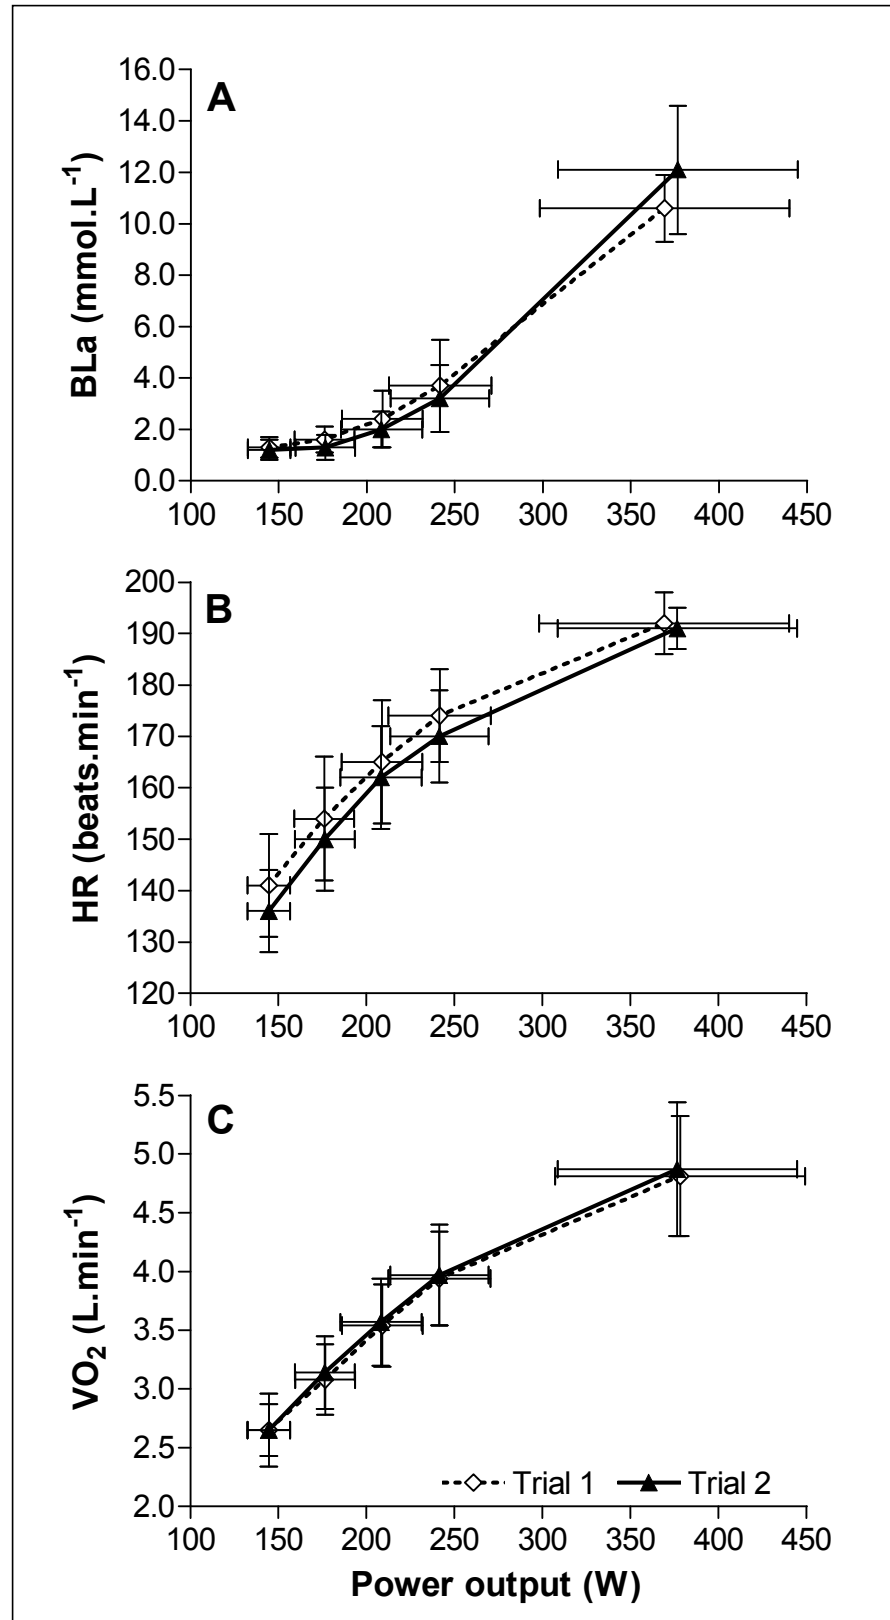 A
BLa (mmol.L⁻¹)
16.0
14.0
12.0
10.0
8.0
6.0
4.0
2.0
0.0
100 150 200 250 300 350 400 450
B
HR (beats.min⁻¹)
200
190
180
170
160
150
140
130
120
100 150 200 250 300 350 400 450
C
VO₂ (L.min⁻¹)
5.5
5.0
4.5
4.0
3.5
3.0
2.5
2.0
Trial 1 Trial 2
100 150 200 250 300 350 400 450
Power output (W)